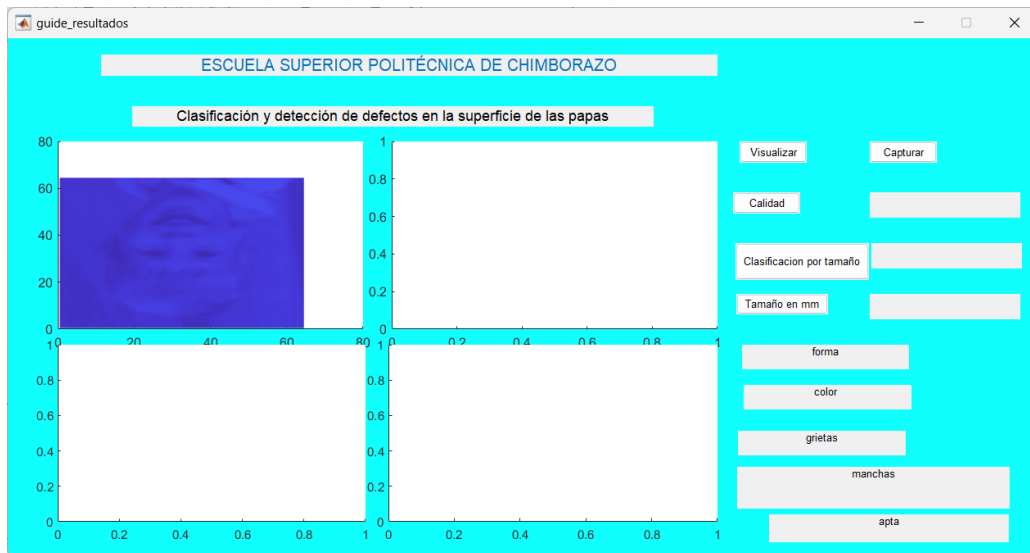 guide_resultados
ESCUELA SUPERIOR POLITÉCNICA DE CHIMBORAZO
Clasificación y detección de defectos en la superficie de las papas
80
60
40
20
0
0 20 40 60 80
1
0.8
0.6
0.4
0.2
0
0 0.2 0.4 0.6 0.8 1
Visualizar Capturar
Calidad
Clasificacion por tamaño
Tamaño en mm
1
0.8
0.6
0.4
0.2
0
0 0.2 0.4 0.6 0.8 1
0.8
0.6
0.4
0.2
0
0 0.2 0.4 0.6 0.8 1
forma
color
grietas
manchas
apta